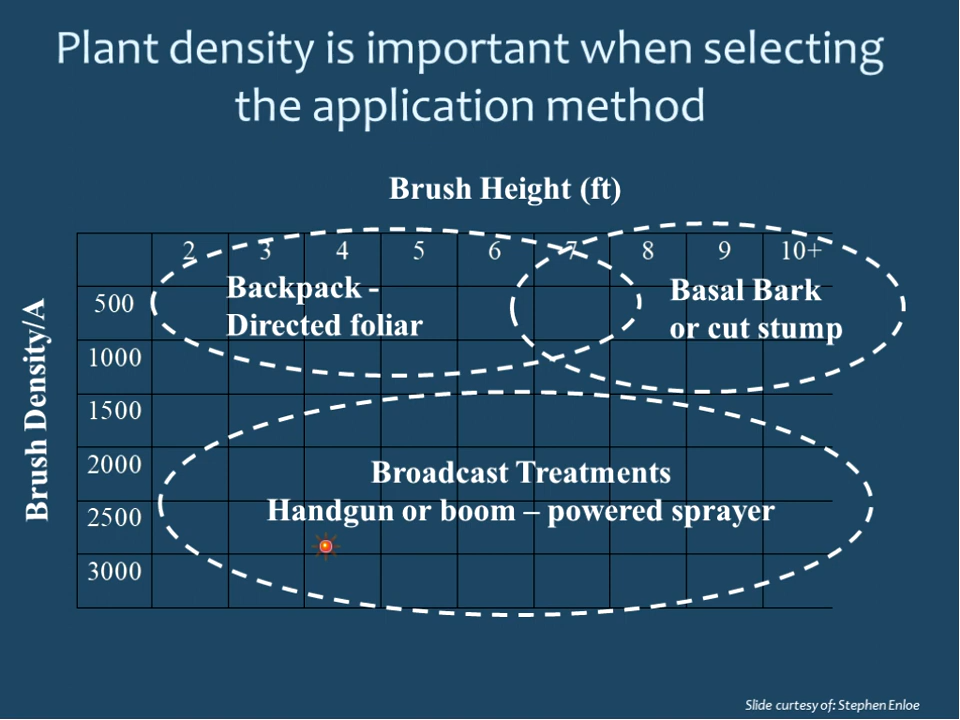 Plant density is important when selecting
the application method
Brush Height (ft)
2 3 4 5 6 7 8 9 10+
Backpack -
Directed foliar
Basal Bark
or cut stump
Brush Density/A
500
1000
1500
2000
2500
3000
Broadcast Treatments
Handgun or boom – powered sprayer
Slide curtesy of: Stephen Enloe